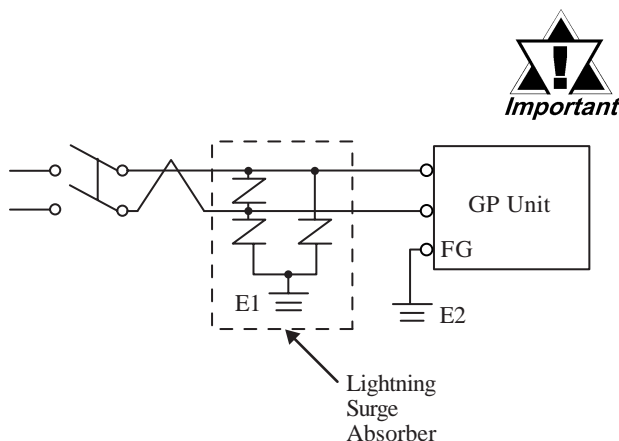 Important
GP Unit
FG
E1
E2
Lightning
Surge
Absorber